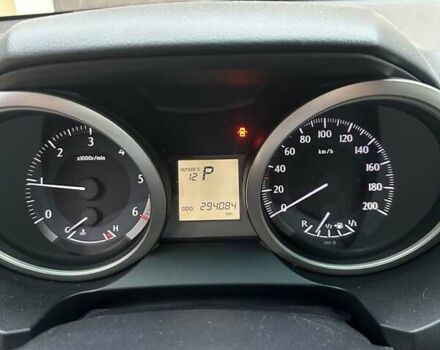 0 1 2 3 4 5 6
x1000r/min
C H
OUTSIDE °C
12 P
ODO 294084
km
0 20 40 60 80 100 120 140 160 180 200
km/h
R 1/2 1/1